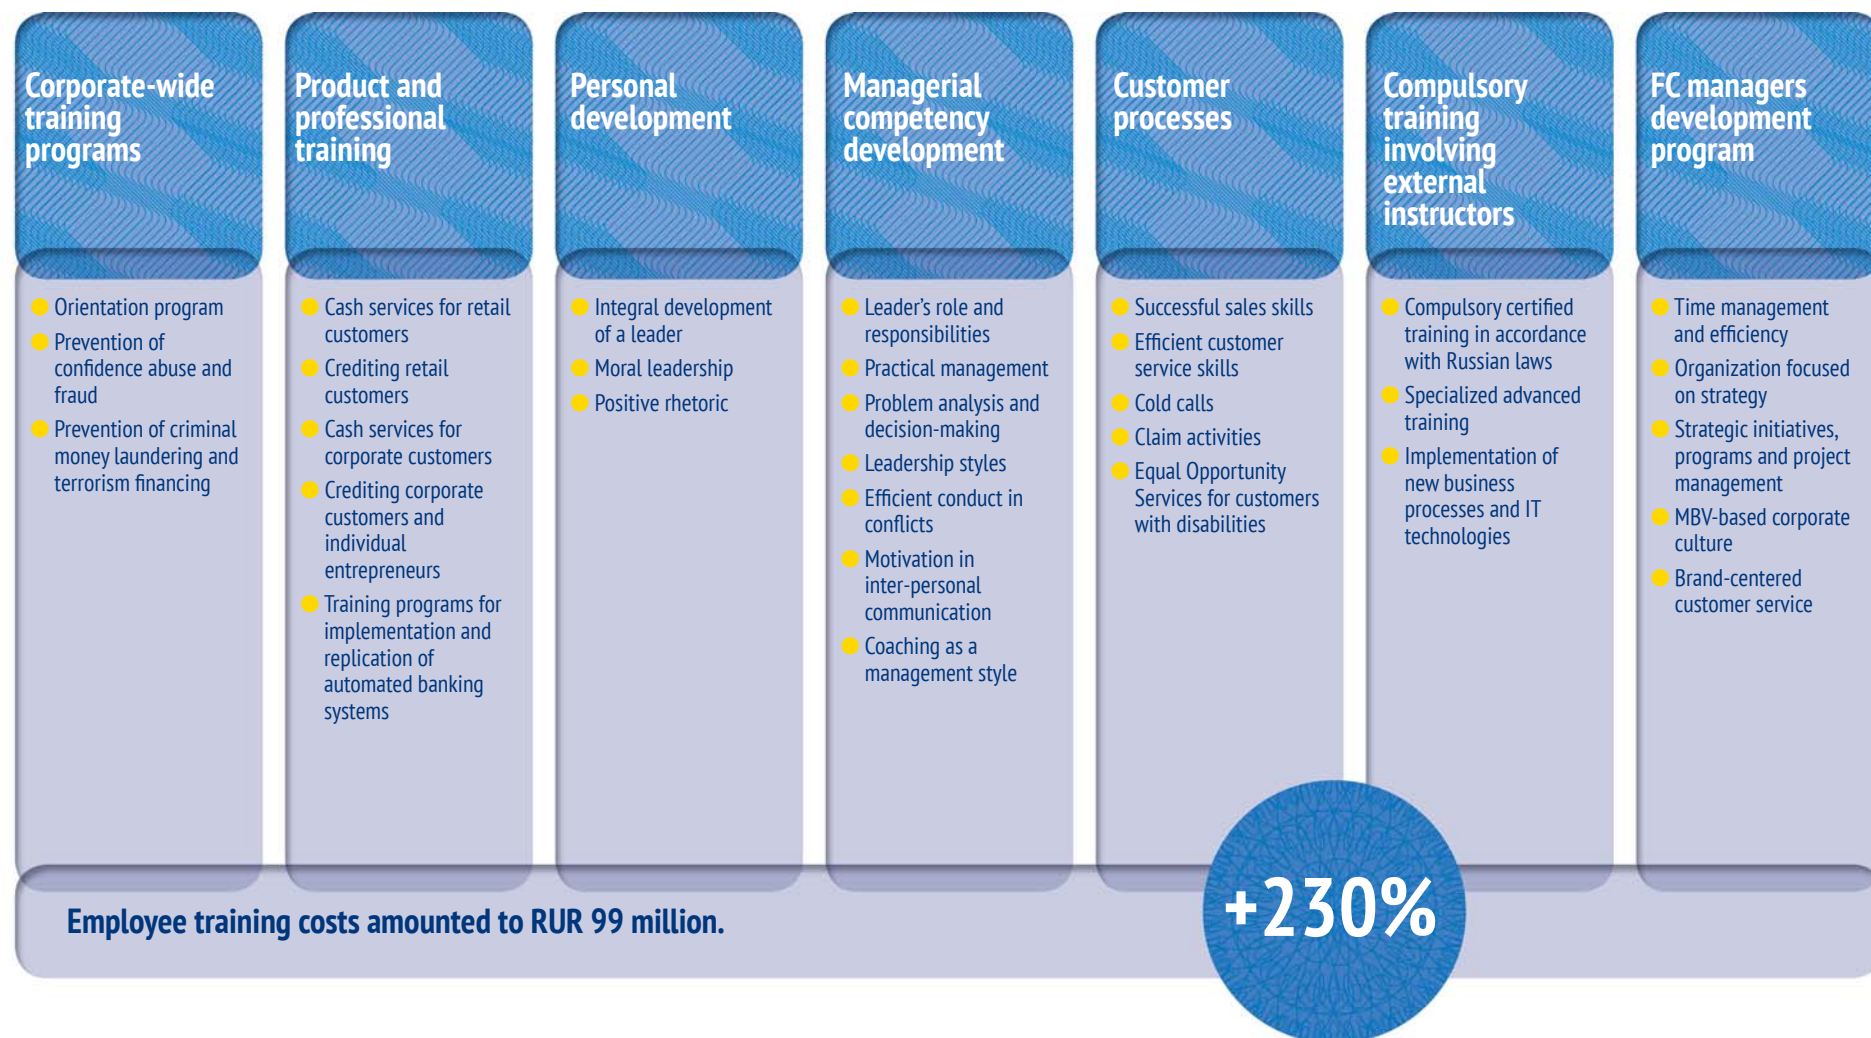 Corporate-wide
training
programs
Orientation program
Prevention of
confidence abuse and
fraud
Prevention of criminal
money laundering and
terrorism financing
Product and
professional
training
Cash services for retail
customers
Crediting retail
customers
Cash services for
corporate customers
Crediting corporate
customers and
individual
entrepreneurs
Training programs for
implementation and
replication of
automated banking
systems
Personal
development
Integral development
of a leader
Moral leadership
Positive rhetoric
Managerial
competency
development
Leader's role and
responsibilities
Practical management
Problem analysis and
decision-making
Leadership styles
Efficient conduct in
conflicts
Motivation in
inter-personal
communication
Coaching as a
management style
Customer
processes
Successful sales skills
Efficient customer
service skills
Cold calls
Claim activities
Equal Opportunity
Services for customers
with disabilities
Compulsory
training
involving
external
instructors
Compulsory certified
training in accordance
with Russian laws
Specialized advanced
training
Implementation of
new business
processes and IT
technologies
FC managers
development
program
Time management
and efficiency
Organization focused
on strategy
Strategic initiatives,
programs and project
management
MBV-based corporate
culture
Brand-centered
customer service
Employee training costs amounted to RUR 99 million.
+230%